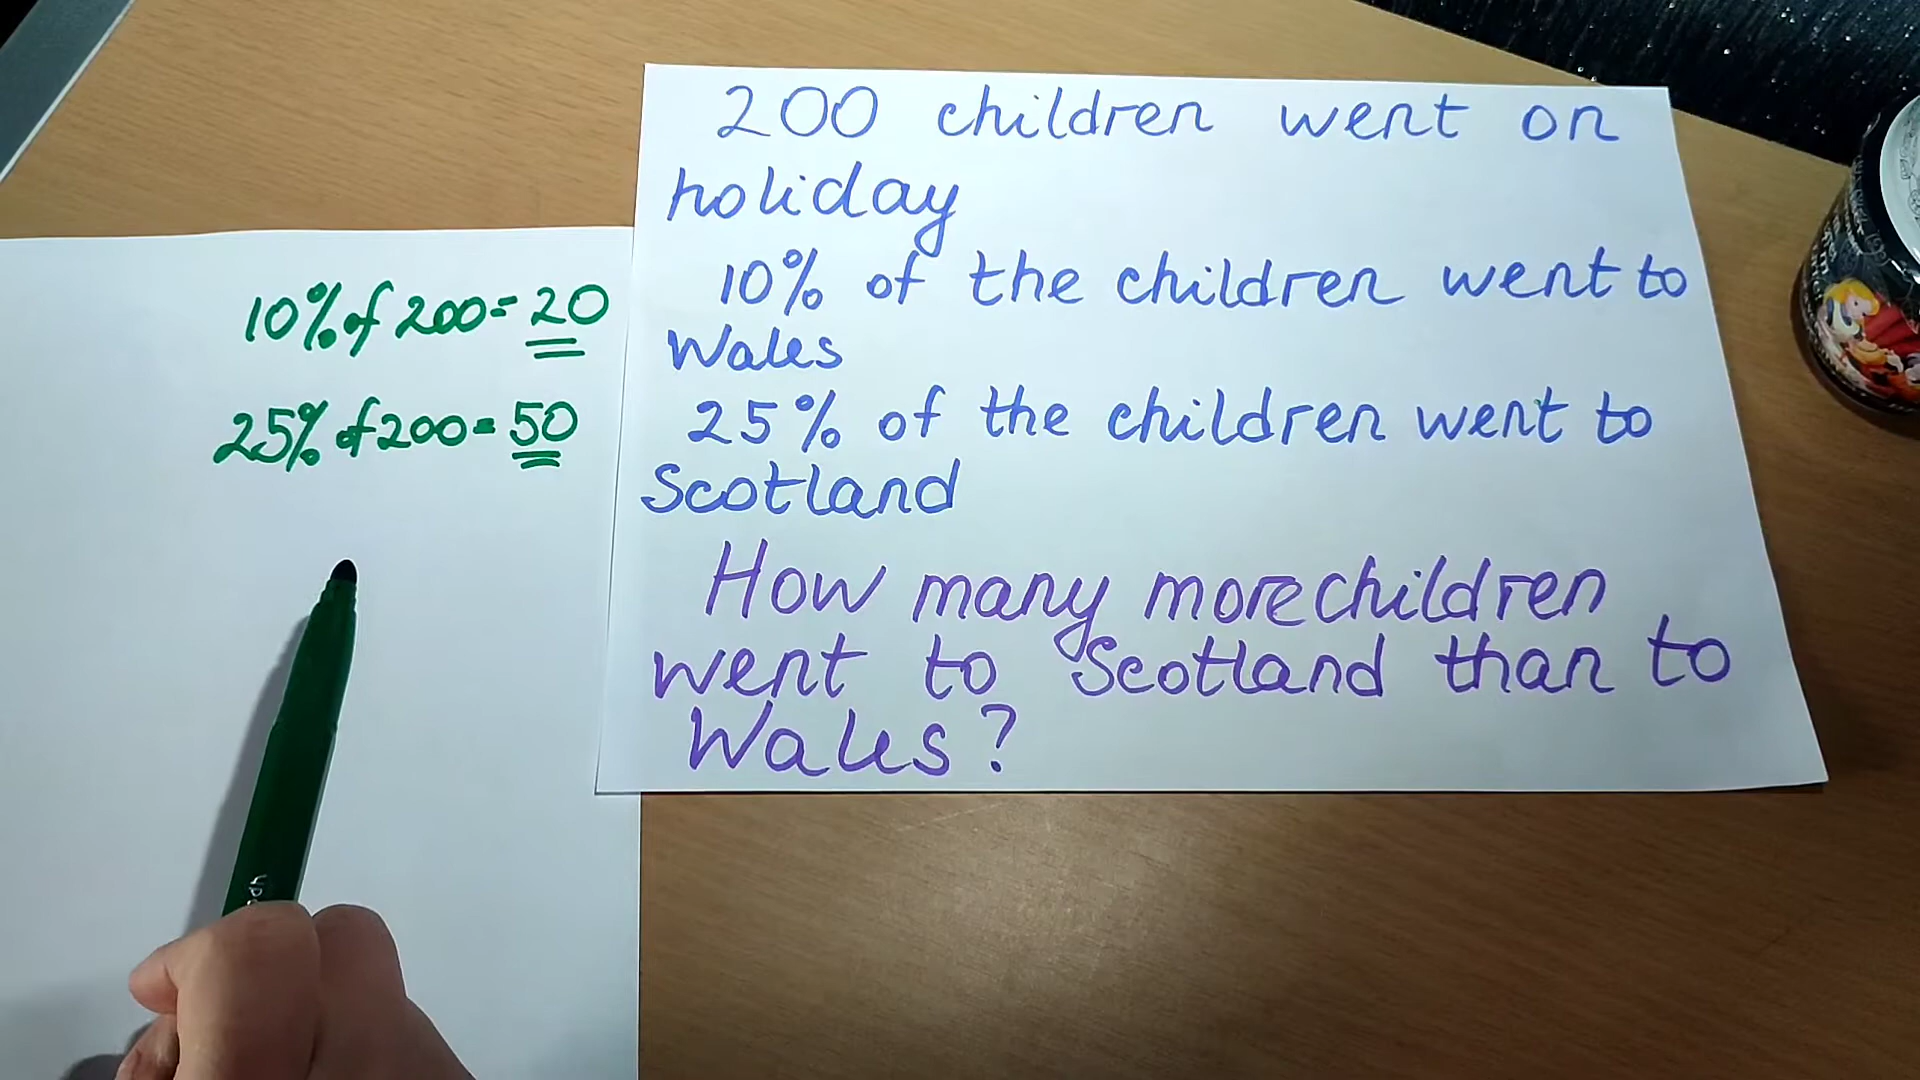 200 children went on
holiday
10% of the children went to
Wales
25% of the children went to
Scotland
How many more children
went to Scotland than to
Wales?
10% of 200 = 20
25% of 200 = 50